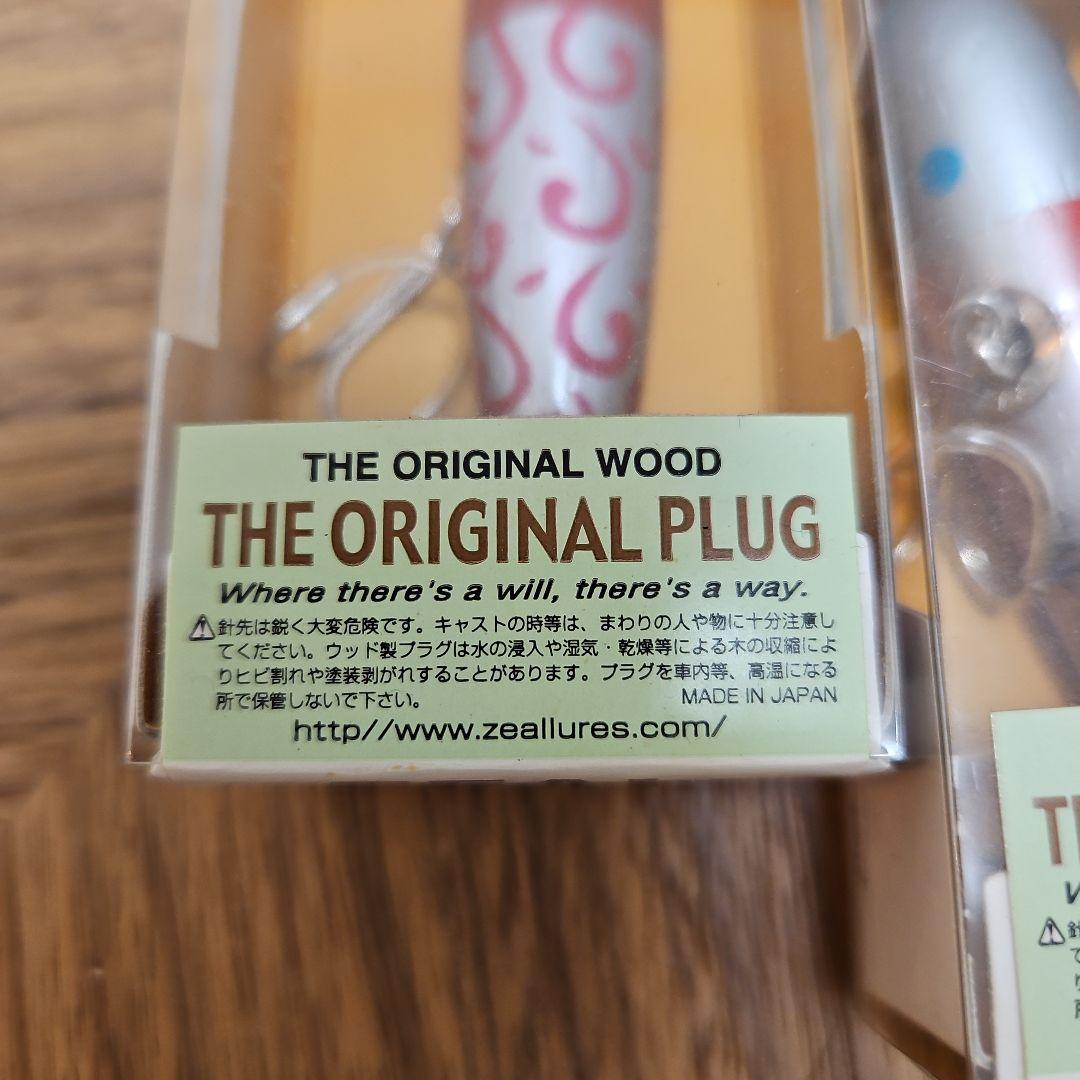 THE ORIGINAL WOOD
THE ORIGINAL PLUG
Where there's a will, there's a way.
⚠針先は鋭く大変危険です。キャストの時等は、まわりの人や物に十分注意し
てください。ウッド製プラグは水の浸入や湿気・乾燥等による木の収縮によ
りヒビ割れや塗装剥がれすることがあります。プラグを車内等、高温になる
所で保管しないで下さい。 MADE IN JAPAN
http//www.zeallures.com/